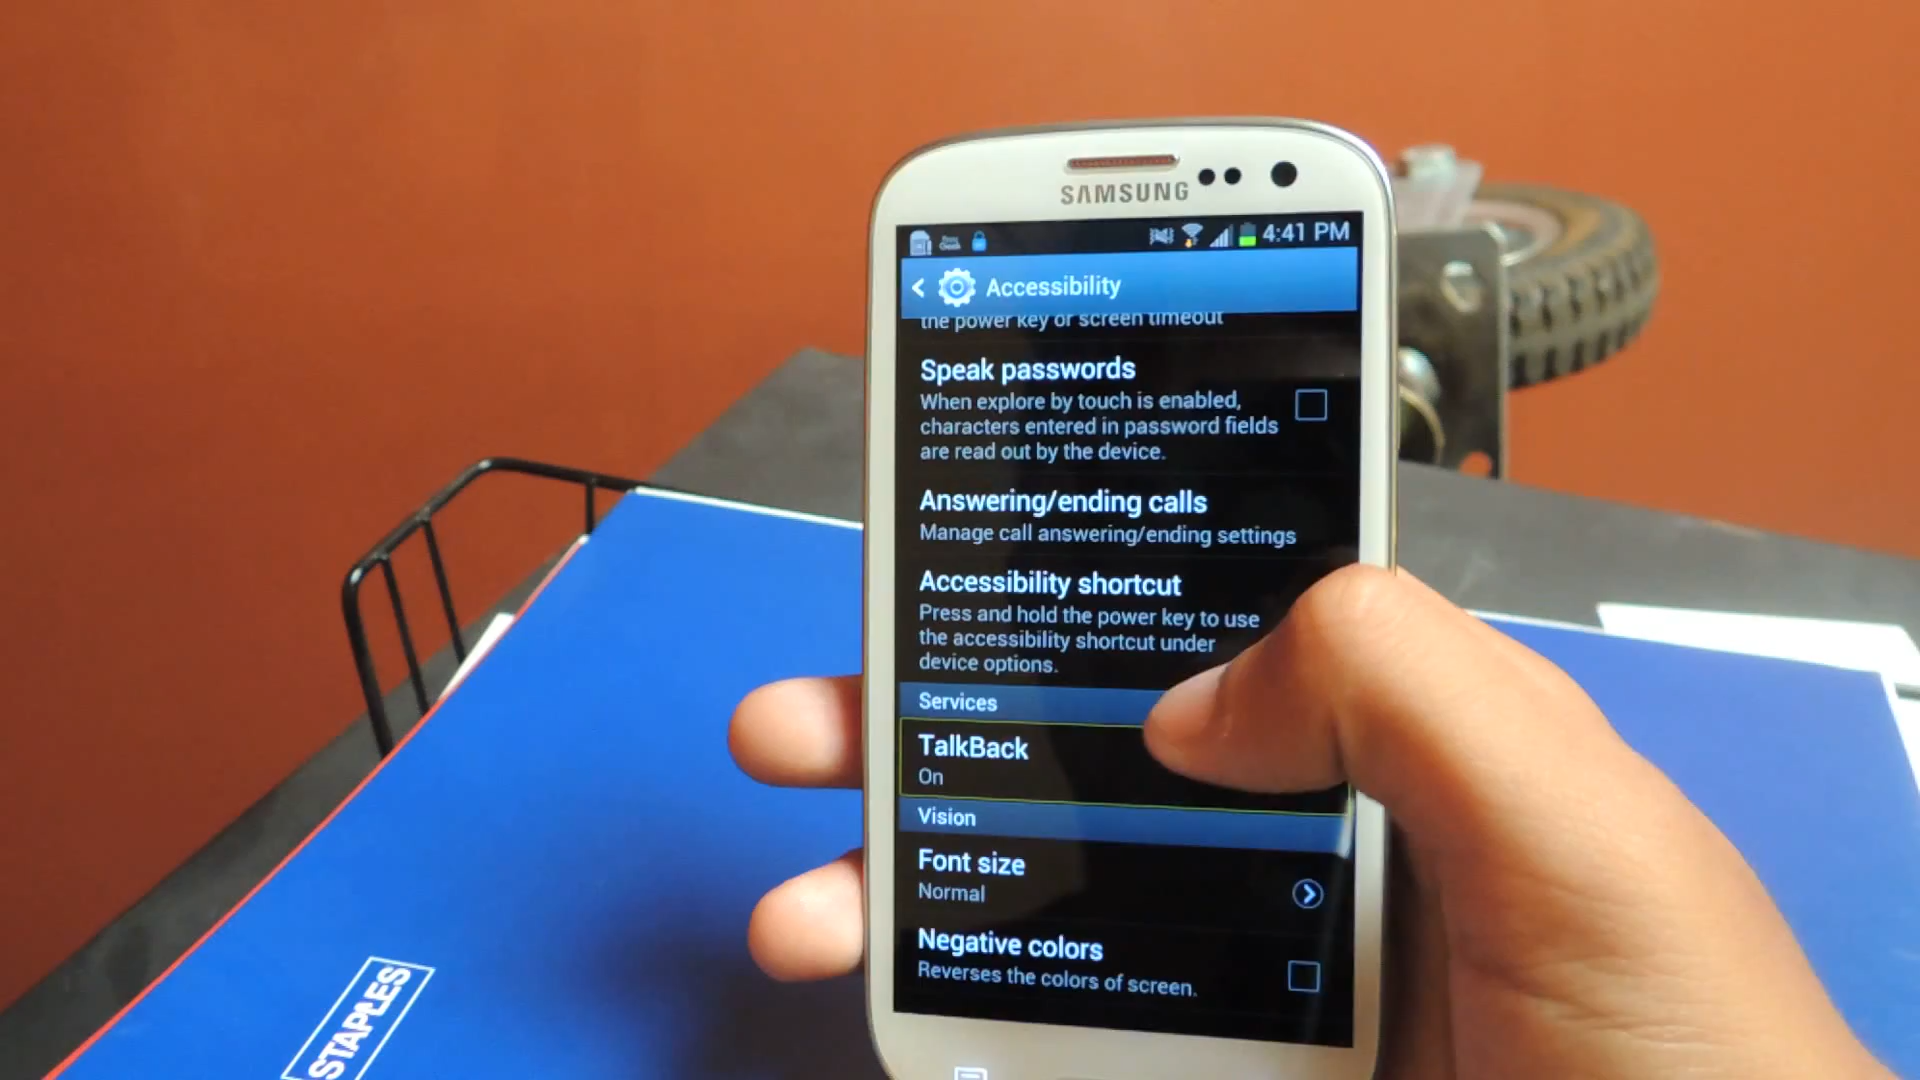 SAMSUNG
4:41 PM
Accessibility
the power key or screen timeout
Speak passwords
When explore by touch is enabled,
characters entered in password fields
are read out by the device.
Answering/ending calls
Manage call answering/ending settings
Accessibility shortcut
Press and hold the power key to use
the accessibility shortcut under
device options.
Services
TalkBack
On
Vision
Font size
Normal
Negative colors
Reverses the colors of screen.
STAPLES